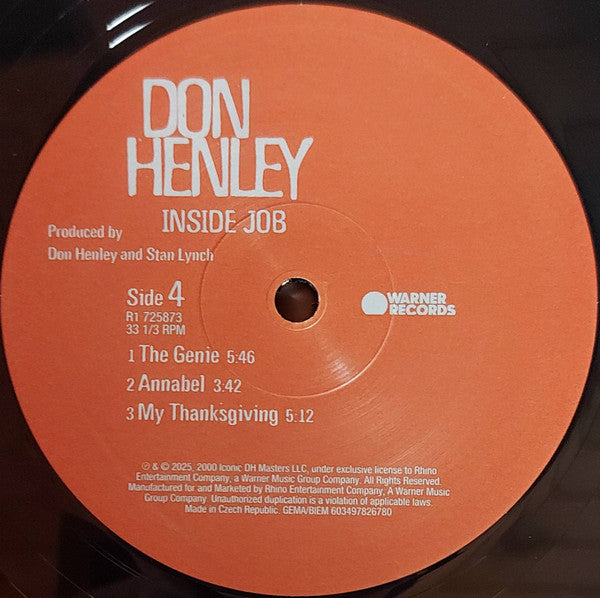 DON
HENLEY
INSIDE JOB
Produced by
Don Henley and Stan Lynch
Side 4
R1 725873
33 1/3 RPM
WARNER
RECORDS
1 The Genie 5:46
2 Annabel 3:42
3 My Thanksgiving 5:12
℗ & © 2025, 2000 Iconic DH Masters LLC, under exclusive license to Rhino
Entertainment Company, a Warner Music Group Company. All Rights Reserved.
Manufactured for and Marketed by Rhino Entertainment Company, A Warner Music
Group Company. Unauthorized duplication is a violation of applicable laws.
Made in Czech Republic. GEMA/BIEM 603497826780